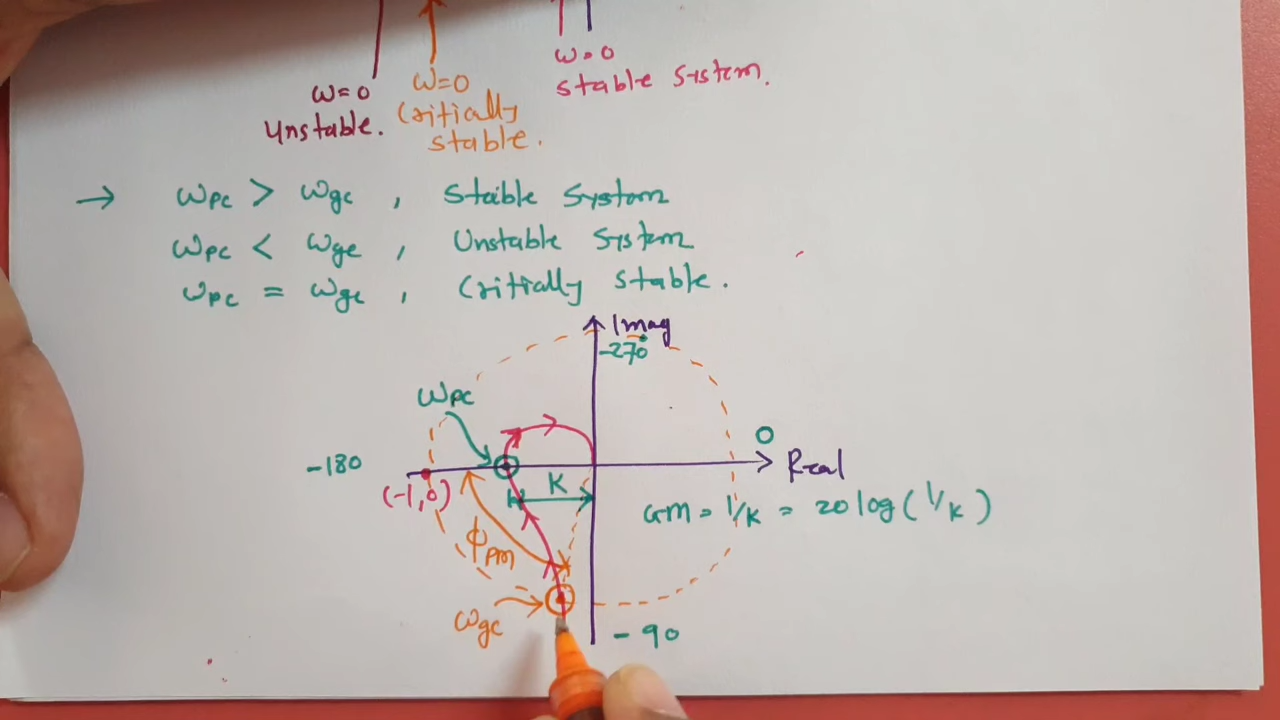 ω=0
stable system.
ω=0
Unstable.
ω=0
Critically
stable.
→ ωpc > ωgc , Stable System
ωpc < ωgc , Unstable System
ωpc = ωgc , Critically stable.
Imag
-270
ωpc
0
-180
Real
(-1,0)
K
GM = 1/K = 20 log(1/K)
ϕPM
ωgc
-90